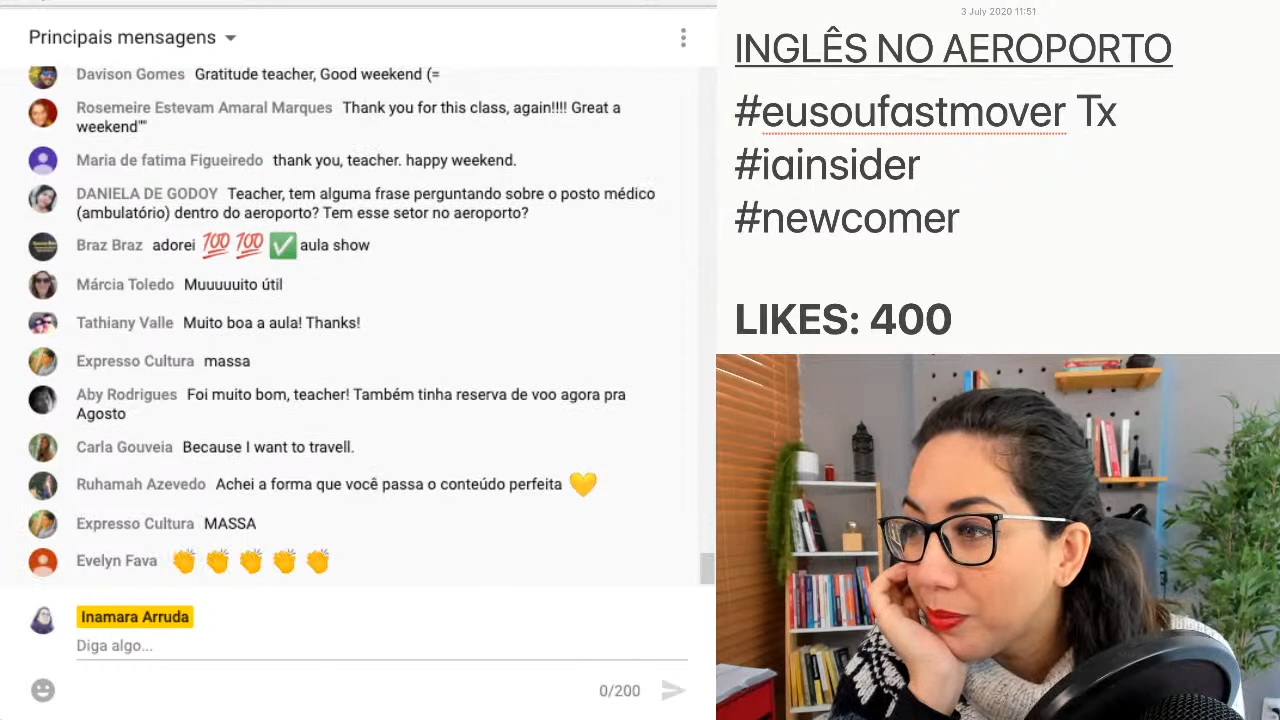 Principais mensagens
Davison Gomes Gratitude teacher, Good weekend (=
Rosemeire Estevam Amaral Marques Thank you for this class, again!!!! Great a
weekend""
Maria de fatima Figueiredo thank you, teacher. happy weekend.
DANIELA DE GODOY Teacher, tem alguma frase perguntando sobre o posto médico
(ambulatório) dentro do aeroporto? Tem esse setor no aeroporto?
Braz Braz adorei 💯 💯 ✅ aula show
Márcia Toledo Muuuuuito útil
Tathiany Valle Muito boa a aula! Thanks!
Expresso Cultura massa
Aby Rodrigues Foi muito bom, teacher! Também tinha reserva de voo agora pra
Agosto
Carla Gouveia Because I want to travell.
Ruhamah Azevedo Achei a forma que você passa o conteúdo perfeita 💛
Expresso Cultura MASSA
Evelyn Fava 👏 👏 👏 👏 👏
Inamara Arruda
Diga algo...
0/200
3 July 2020 11:51
INGLÊS NO AEROPORTO
#eusoufastmover Tx
#iainsider
#newcomer
LIKES: 400